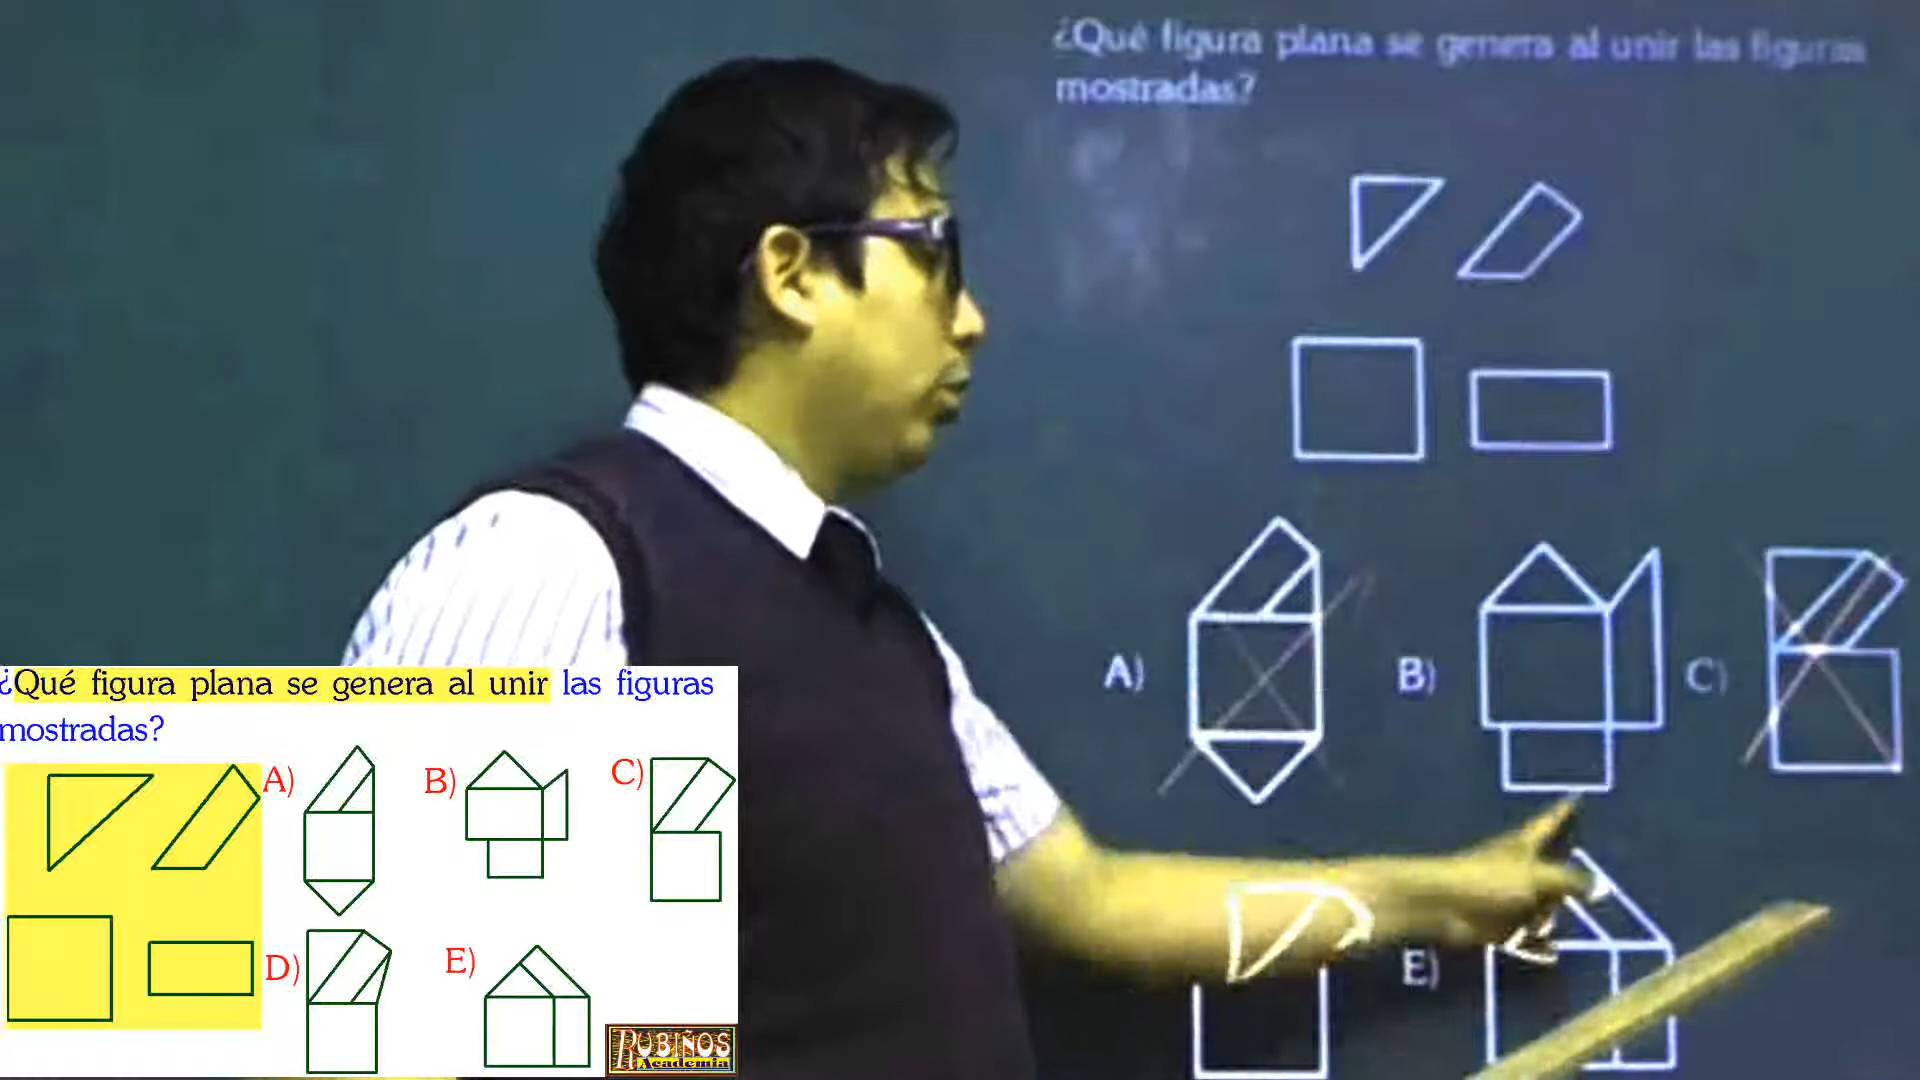 ¿Qué figura plana se genera al unir las figuras
mostradas?
A)
B)
C)
E)
¿Qué figura plana se genera al unir las figuras
mostradas?
A)
B)
C)
D)
E)
RUBIÑOS
Academia